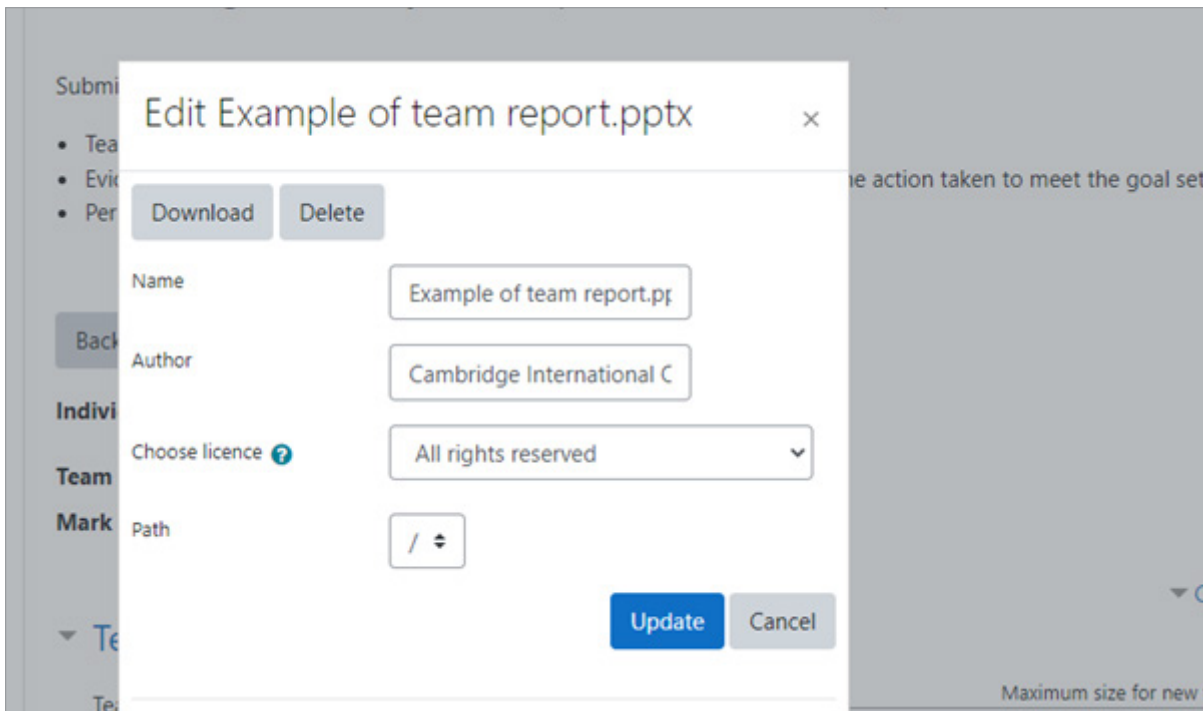 Submi
Edit Example of team report.pptx ×
• Tea
• Evid
ne action taken to meet the goal set
• Per
Download Delete
Name Example of team report.pp
Back
Author Cambridge International C
Indivi
Choose licence ? All rights reserved
Team
Mark
Path /
Update Cancel
Te
Tea
Maximum size for new